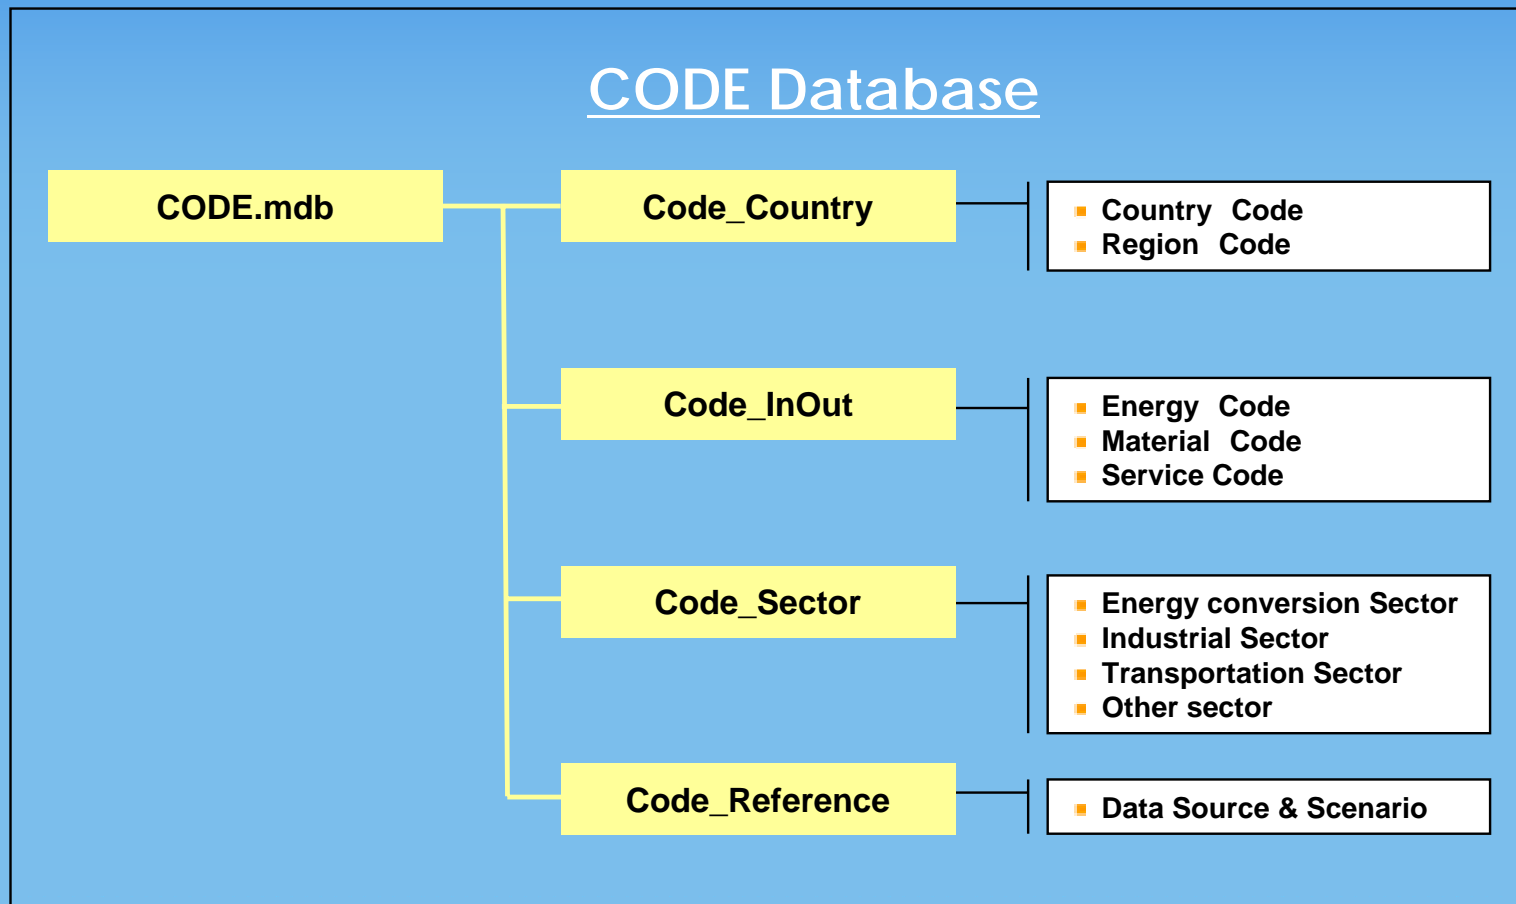 CODE Database
CODE.mdb
Code_Country
Country Code
Region Code
Code_InOut
Energy Code
Material Code
Service Code
Code_Sector
Energy conversion Sector
Industrial Sector
Transportation Sector
Other sector
Code_Reference
Data Source & Scenario